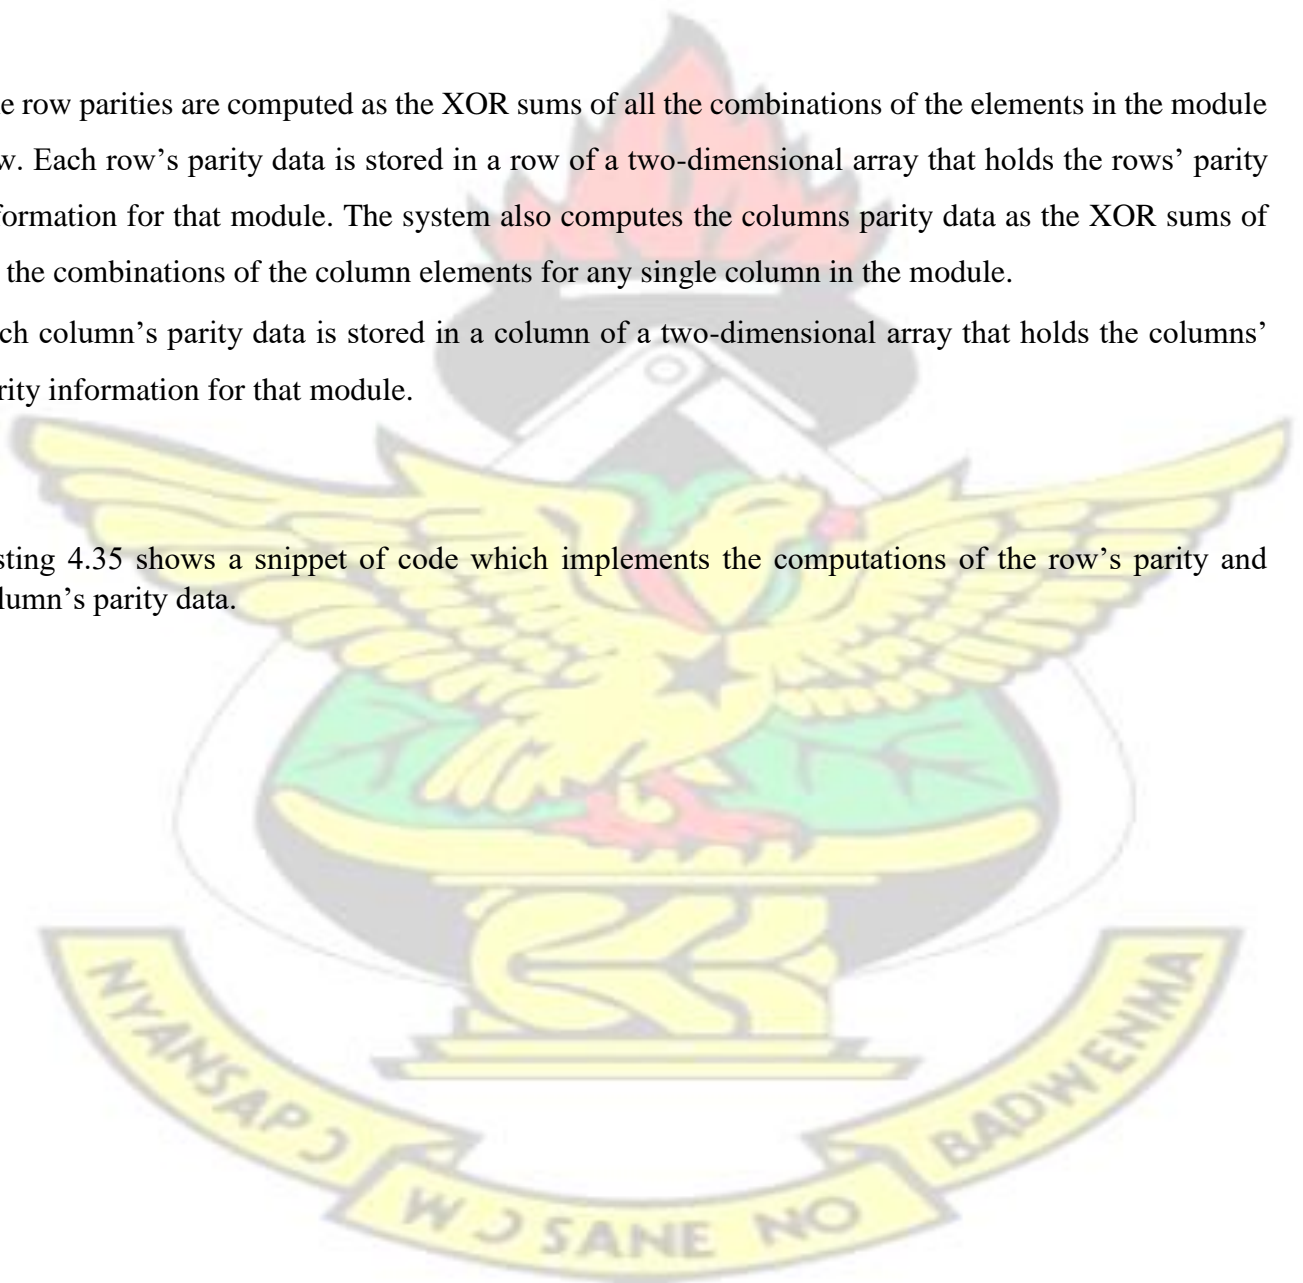 e row parities are computed as the XOR sums of all the combinations of the elements in the module
w. Each row’s parity data is stored in a row of a two-dimensional array that holds the rows’ parity
formation for that module. The system also computes the columns parity data as the XOR sums of
the combinations of the column elements for any single column in the module.
ch column’s parity data is stored in a column of a two-dimensional array that holds the columns’
rity information for that module.
sting 4.35 shows a snippet of code which implements the computations of the row’s parity and
lumn’s parity data.
NYANSAPƆ WƆSANE NO BADWENMA